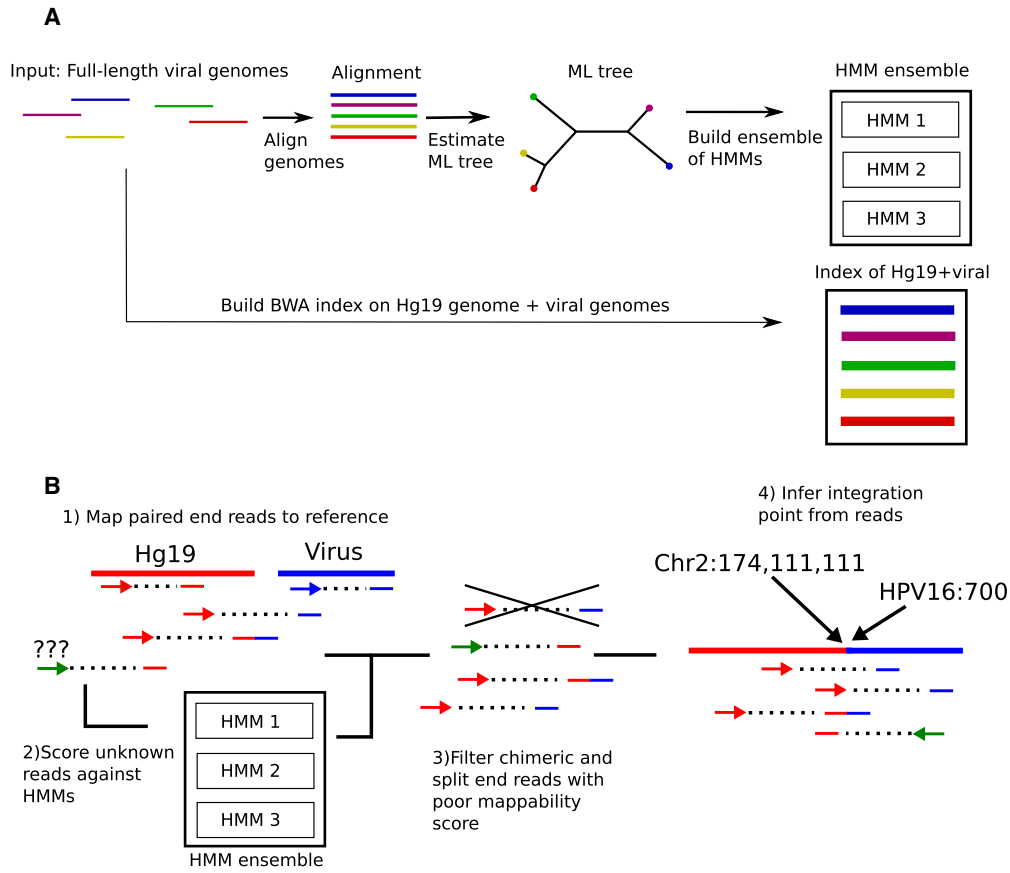 A
Input: Full-length viral genomes
Alignment
ML tree
HMM ensemble
Align
genomes
Estimate
ML tree
Build ensemble
of HMMs
HMM 1
HMM 2
HMM 3
Index of Hg19+viral
Build BWA index on Hg19 genome + viral genomes
B
1) Map paired end reads to reference
Hg19
Virus
???
2)Score unknown
reads against
HMMs
HMM 1
HMM 2
HMM 3
HMM ensemble
3)Filter chimeric and
split end reads with
poor mappability
score
4) Infer integration
point from reads
Chr2:174,111,111
HPV16:700